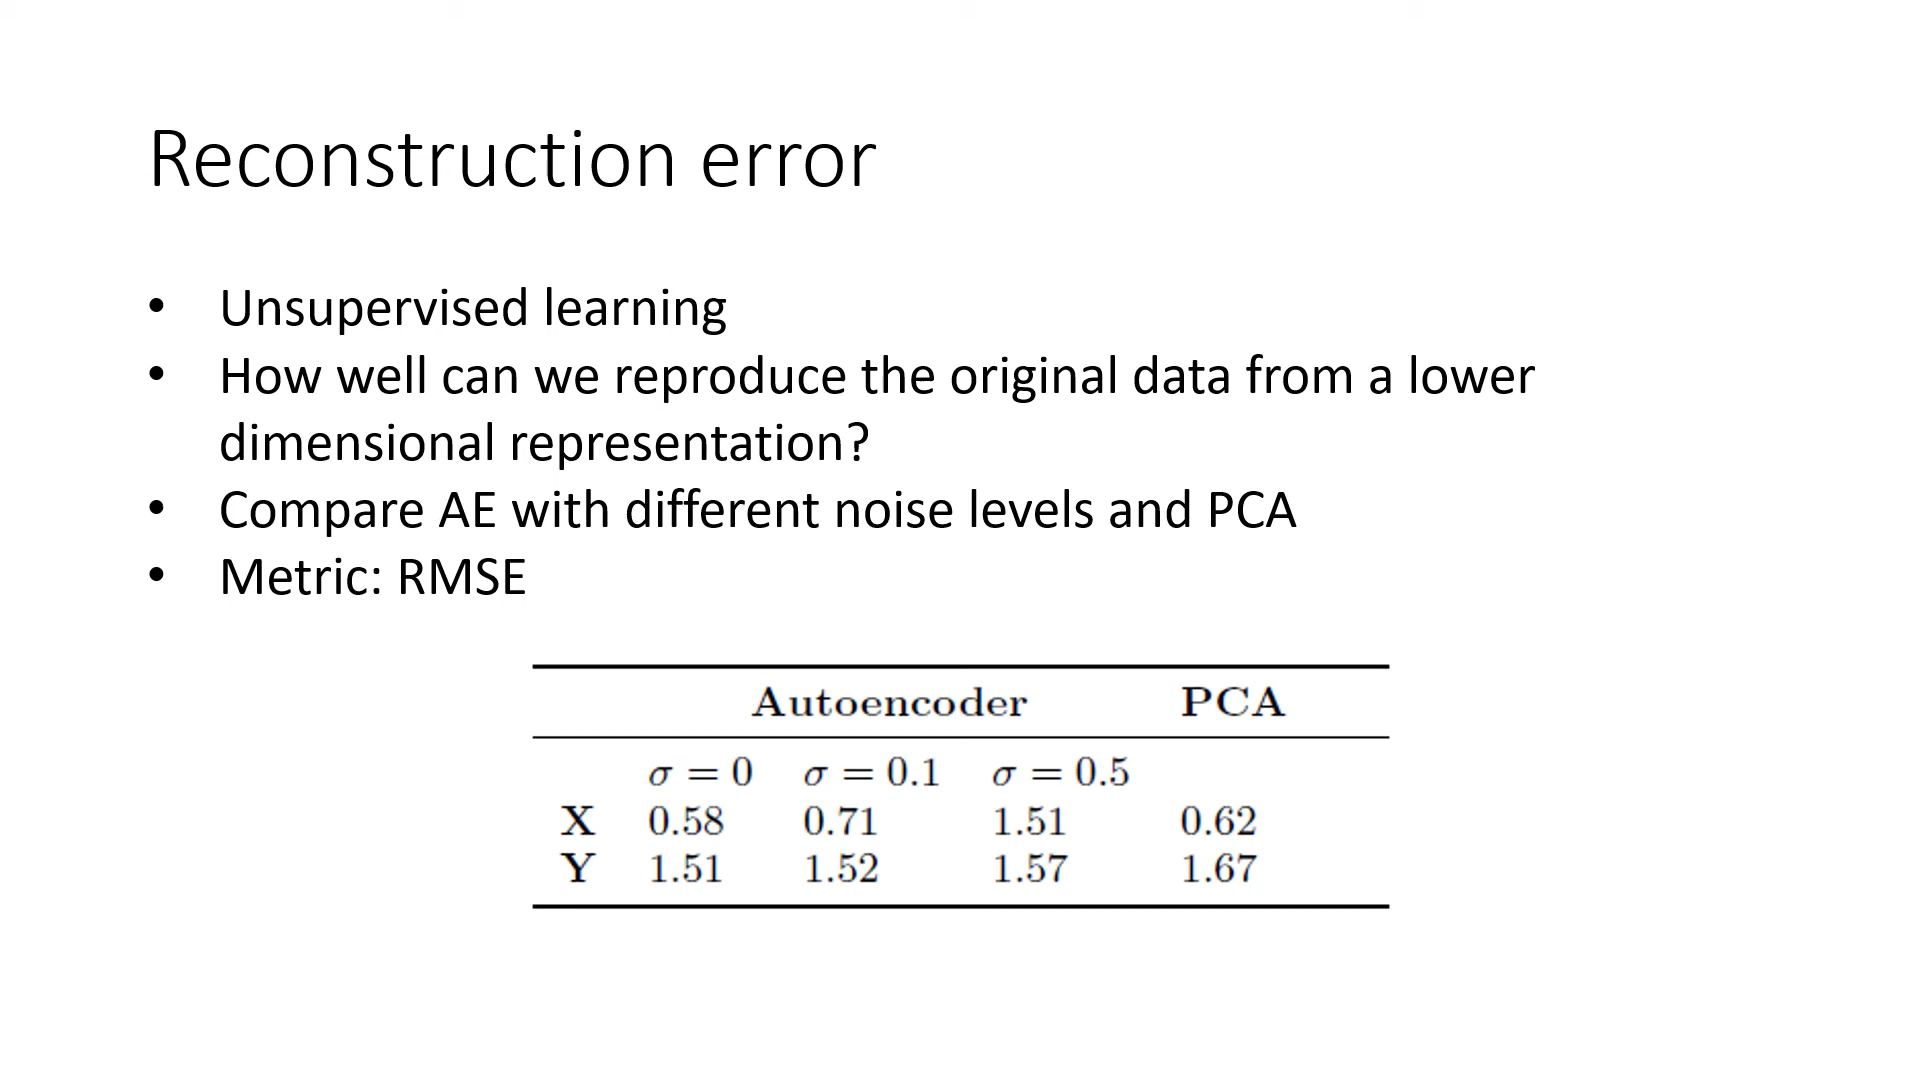 Reconstruction error
• Unsupervised learning
• How well can we reproduce the original data from a lower
dimensional representation?
• Compare AE with different noise levels and PCA
• Metric: RMSE
Autoencoder PCA
σ = 0 σ = 0.1 σ = 0.5
X 0.58 0.71 1.51 0.62
Y 1.51 1.52 1.57 1.67